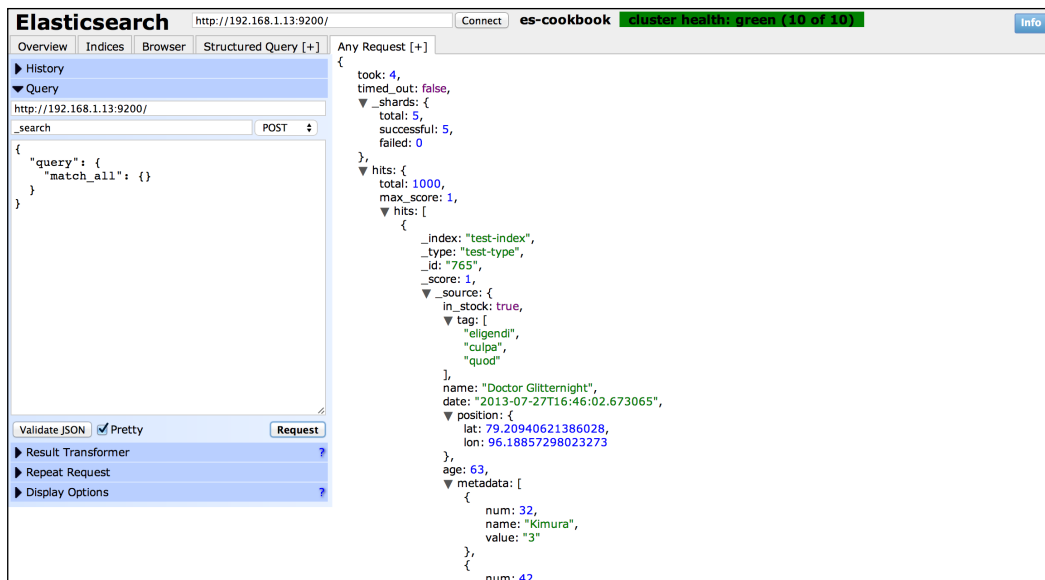 Elasticsearch http://192.168.1.13:9200/ Connect es-cookbook cluster health: green (10 of 10) Info
Overview Indices Browser Structured Query [+] Any Request [+]
History
Query
http://192.168.1.13:9200/
_search POST
{
"query": {
"match_all": {}
}
}
Validate JSON Pretty Request
Result Transformer ?
Repeat Request
Display Options ?
{
took: 4,
timed_out: false,
_shards: {
total: 5,
successful: 5,
failed: 0
},
hits: {
total: 1000,
max_score: 1,
hits: [
{
_index: "test-index",
_type: "test-type",
_id: "765",
_score: 1,
_source: {
in_stock: true,
tag: [
"eligendi",
"culpa",
"quod"
],
name: "Doctor Glitternight",
date: "2013-07-27T16:46:02.673065",
position: {
lat: 79.20940621386028,
lon: 96.18857298023273
},
age: 63,
metadata: [
{
num: 32,
name: "Kimura",
value: "3"
},
{
num: 42